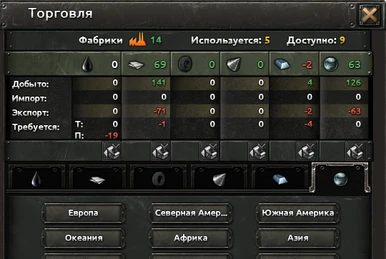 Торговля
Фабрики 14 Используется: 5 Доступно: 9
0 69 0 0 -2 63
Добыто: 0 141 0 0 4 126
Импорт: 0 0 0 0 0 0
Экспорт: 0 -71 0 0 -2 -63
Требуется: Т: 0 -1 0 0 -4 0
П: -19
Европа Северная Амер... Южная Америка
Океания Африка Азия